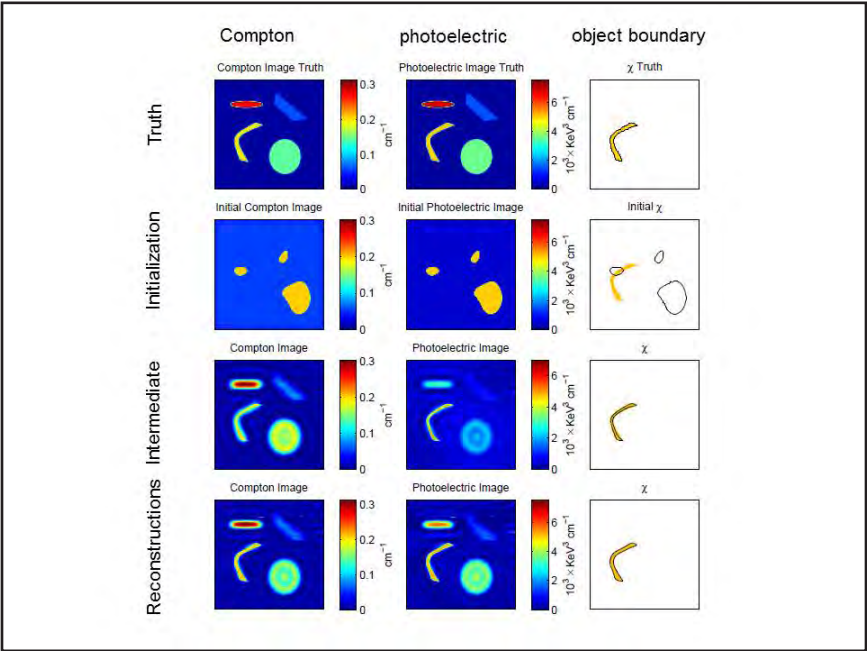 Compton photoelectric object boundary
Truth
Compton Image Truth Photoelectric Image Truth χ Truth
0.3
0.2
0.1
0
cm⁻¹
6
4
2
0
10³ × KeV³ cm⁻¹
Initialization
Initial Compton Image Initial Photoelectric Image Initial χ
0.3
0.2
0.1
0
cm⁻¹
6
4
2
0
10³ × KeV³ cm⁻¹
Intermediate
Compton Image Photoelectric Image χ
0.3
0.2
0.1
0
cm⁻¹
6
4
2
0
10³ × KeV³ cm⁻¹
Reconstructions
Compton Image Photoelectric Image χ
0.3
0.2
0.1
0
cm⁻¹
6
4
2
0
10³ × KeV³ cm⁻¹